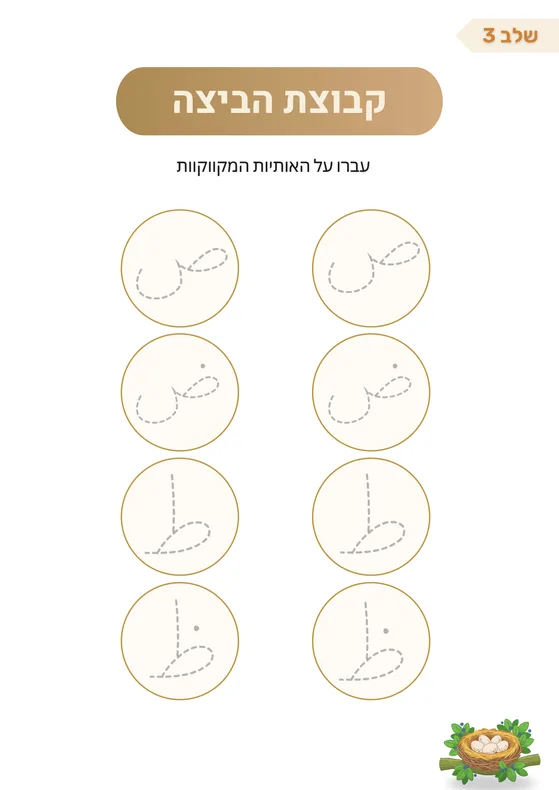 שלב 3
קבוצת הביצה
עברו על האותיות המקווקוות
ص ص
ض ض
ط ط
ظ ظ